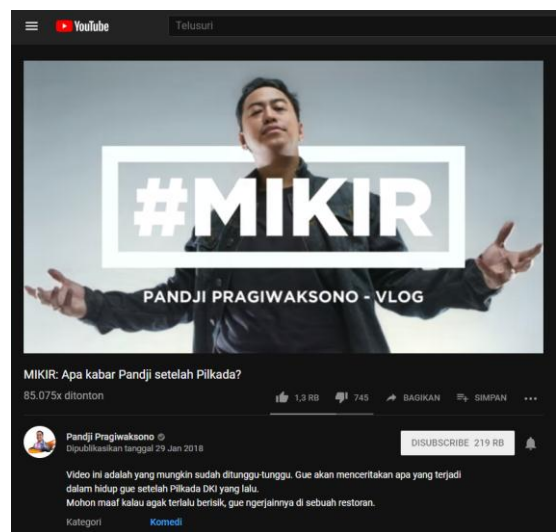 YouTube
Telusuri
#MIKIR
PANDJI PRAGIWAKSONO - VLOG
MIKIR: Apa kabar Pandji setelah Pilkada?
85.075x ditonton
1,3 RB 745 BAGIKAN SIMPAN
Pandji Pragiwaksono
Dipublikasikan tanggal 29 Jan 2018
DISUBSCRIBE 219 RB
Video ini adalah yang mungkin sudah ditunggu-tunggu. Gue akan menceritakan apa yang terjadi
dalam hidup gue setelah Pilkada DKI yang lalu.
Mohon maaf kalau agak terlalu berisik, gue ngerjainnya di sebuah restoran.
Kategori Komedi